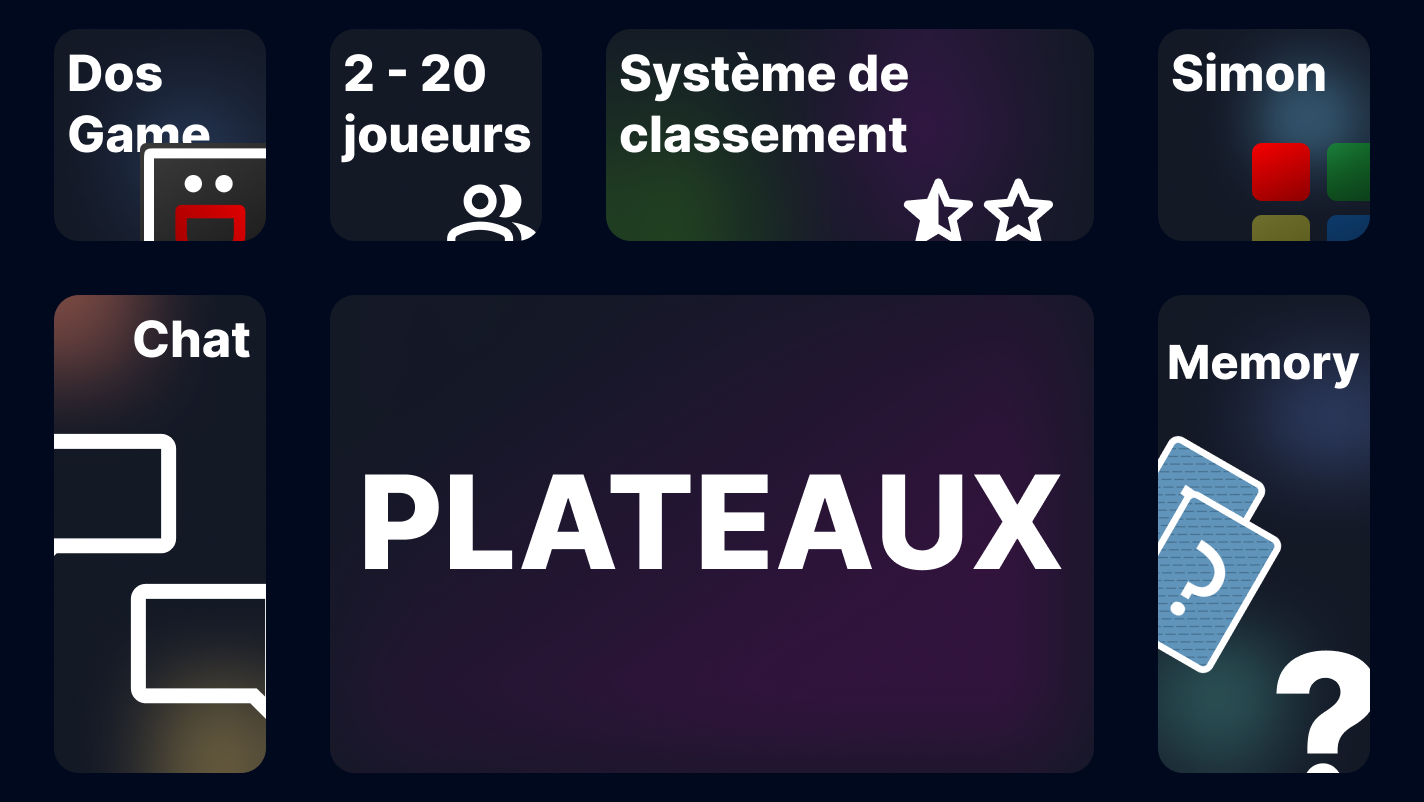 Dos
Game
2 - 20
joueurs
Système de
classement
Simon
Chat
PLATEAUX
Memory
?
?